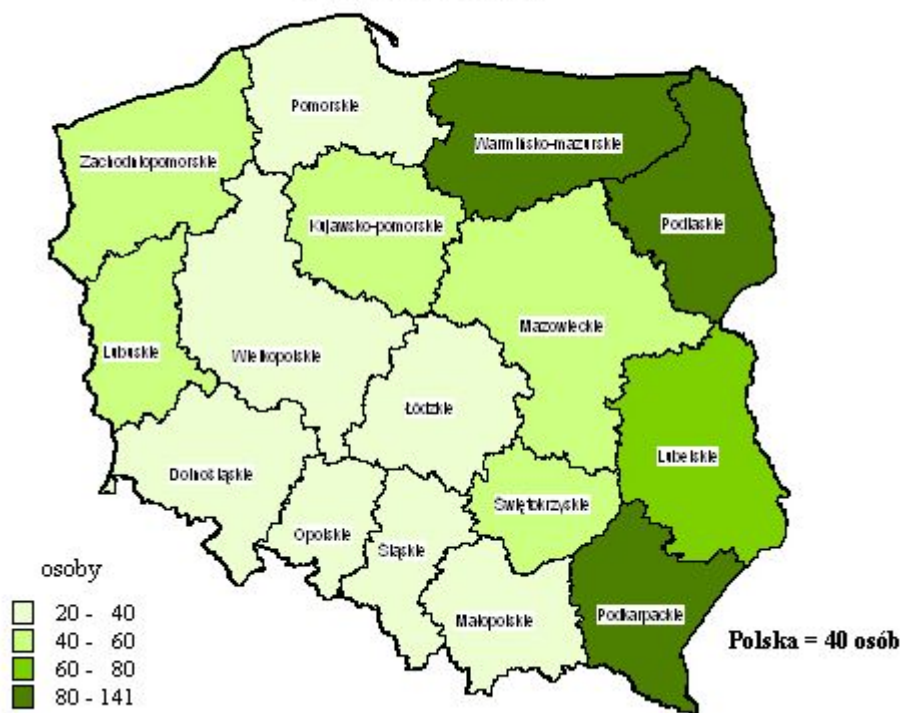 Pomorskie
Warmińsko-mazurskie
Zachodniopomorskie
Podlaskie
Kujawsko-pomorskie
Mazowieckie
Lubuskie
Wielkopolskie
Łódzkie
Lubelskie
Dolnośląskie
Świętokrzyskie
Opolskie
Śląskie
Podkarpackie
Małopolskie
osoby
20 - 40
40 - 60
60 - 80
80 - 141
Polska = 40 osób